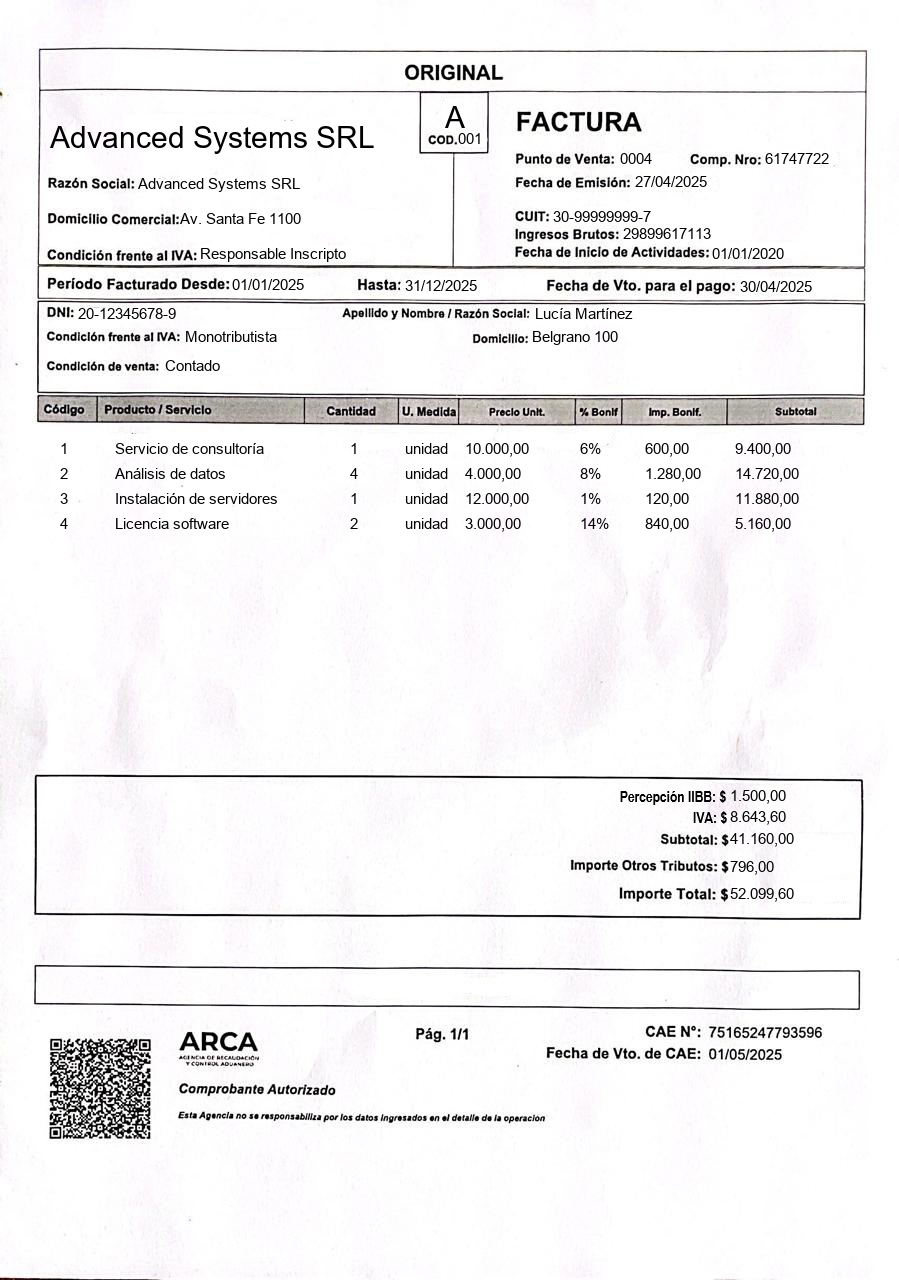 ORIGINAL
Advanced Systems SRL
A
COD.001
FACTURA
Punto de Venta: 0004 Comp. Nro: 61747722
Razón Social: Advanced Systems SRL
Fecha de Emisión: 27/04/2025
Domicilio Comercial:Av. Santa Fe 1100
CUIT: 30-99999999-7
Ingresos Brutos: 29899617113
Condición frente al IVA: Responsable Inscripto
Fecha de Inicio de Actividades: 01/01/2020
Período Facturado Desde: 01/01/2025 Hasta: 31/12/2025 Fecha de Vto. para el pago: 30/04/2025
DNI: 20-12345678-9 Apellido y Nombre / Razón Social: Lucía Martínez
Condición frente al IVA: Monotributista Domicilio: Belgrano 100
Condición de venta: Contado
Código Producto / Servicio Cantidad U. Medida Precio Unit. % Bonif Imp. Bonif. Subtotal
1 Servicio de consultoría 1 unidad 10.000,00 6% 600,00 9.400,00
2 Análisis de datos 4 unidad 4.000,00 8% 1.280,00 14.720,00
3 Instalación de servidores 1 unidad 12.000,00 1% 120,00 11.880,00
4 Licencia software 2 unidad 3.000,00 14% 840,00 5.160,00
Percepción IIBB: $ 1.500,00
IVA: $ 8.643,60
Subtotal: $41.160,00
Importe Otros Tributos: $796,00
Importe Total: $52.099,60
ARCA
AGENCIA DE RECAUDACIÓN
Y CONTROL ADUANERO
Pág. 1/1
CAE N°: 75165247793596
Fecha de Vto. de CAE: 01/05/2025
Comprobante Autorizado
Esta Agencia no se responsabiliza por los datos ingresados en el detalle de la operación